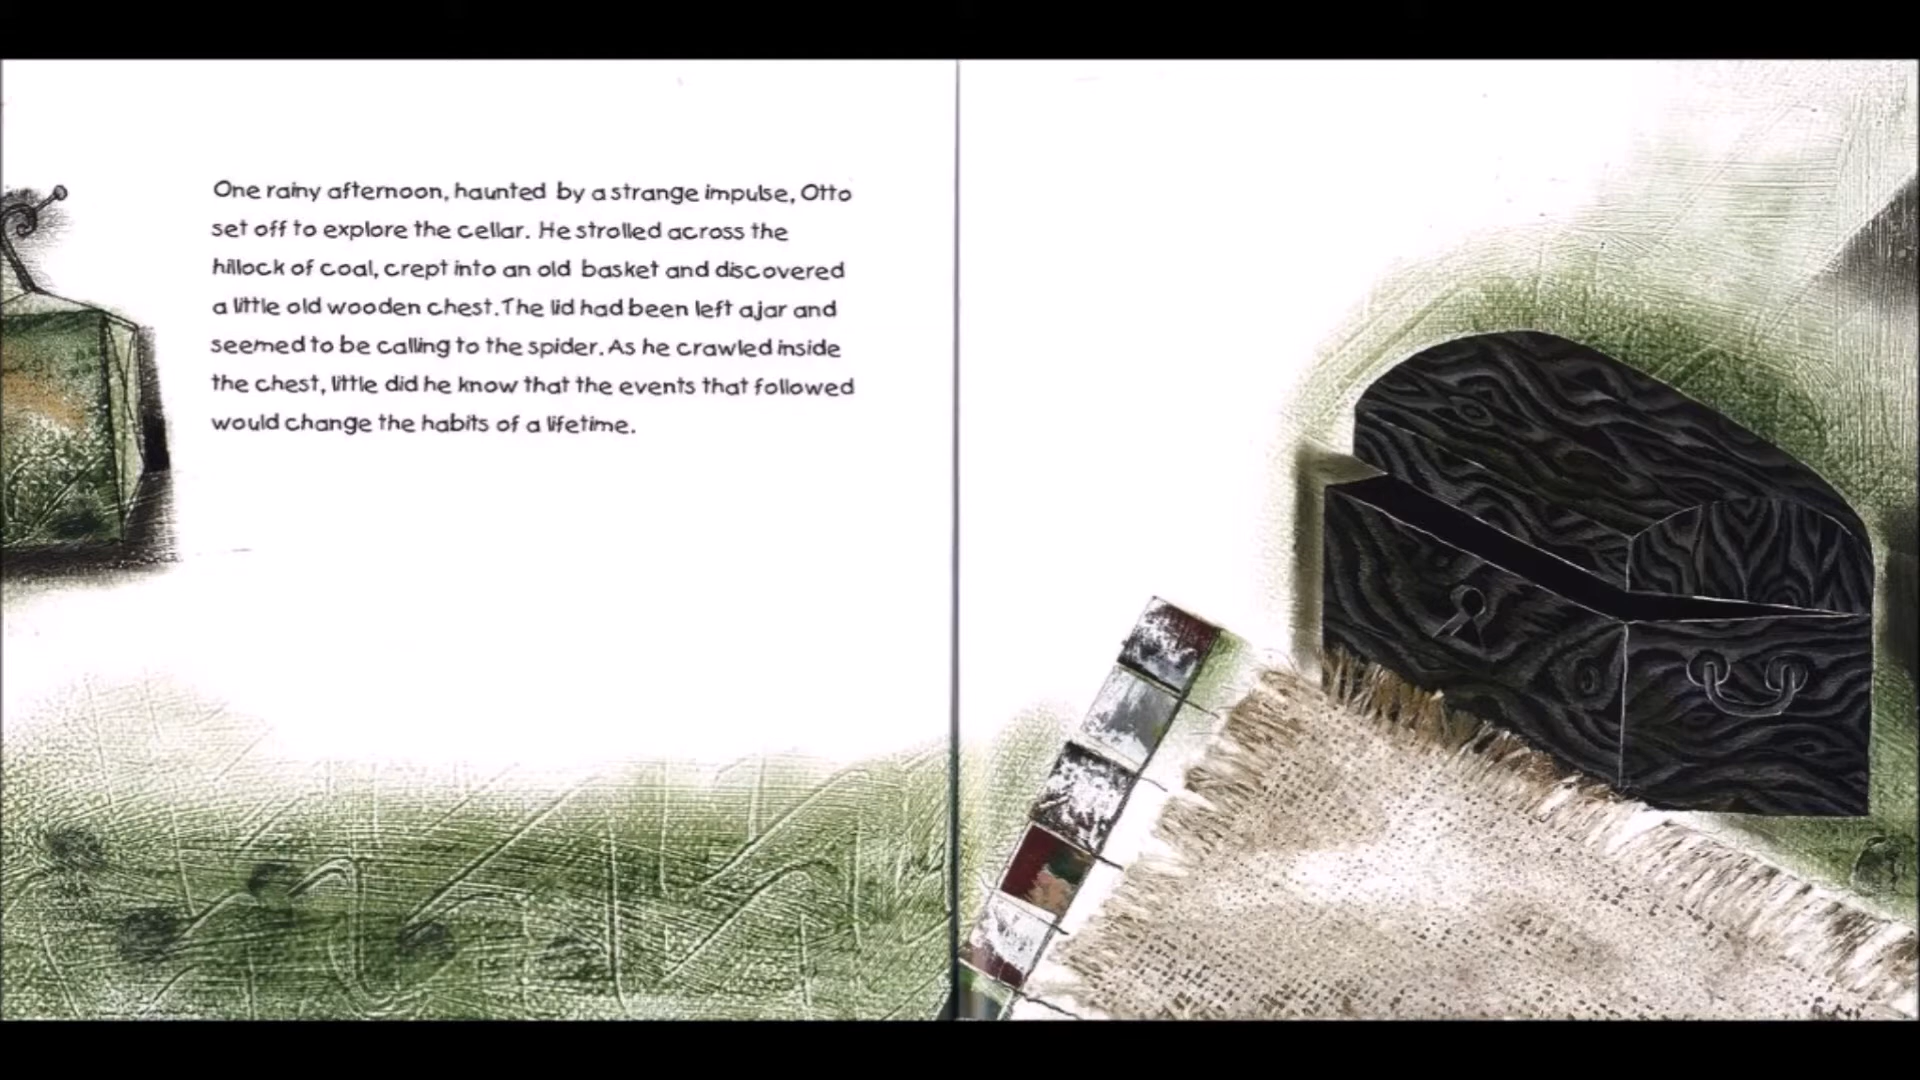 One rainy afternoon, haunted by a strange impulse, Otto
set off to explore the cellar. He strolled across the
hillock of coal, crept into an old basket and discovered
a little old wooden chest. The lid had been left ajar and
seemed to be calling to the spider. As he crawled inside
the chest, little did he know that the events that followed
would change the habits of a lifetime.